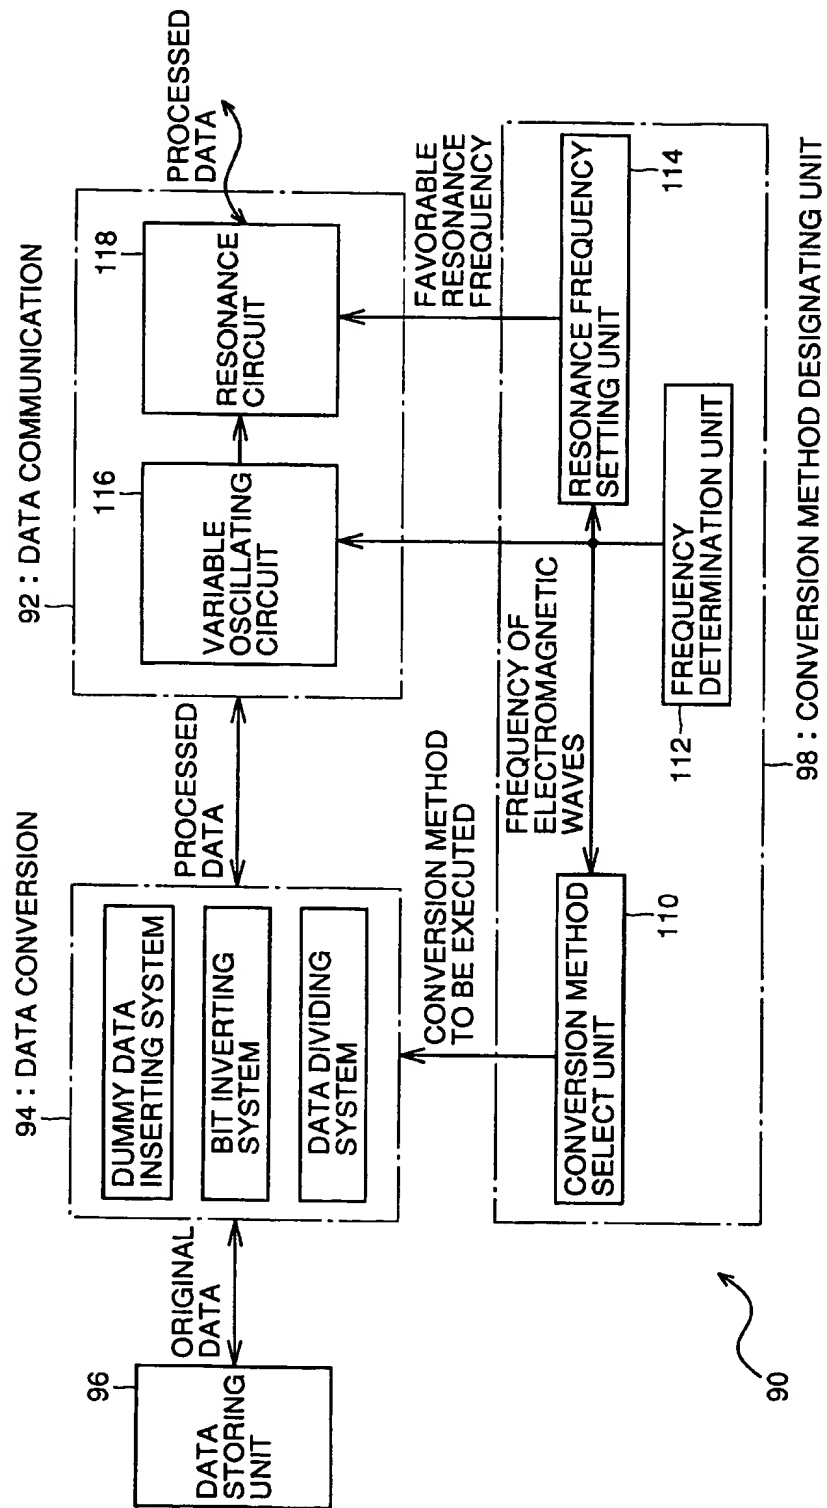 96
DATA
STORING
UNIT
ORIGINAL
DATA
94 : DATA CONVERSION
DUMMY DATA
INSERTING SYSTEM
BIT INVERTING
SYSTEM
DATA DIVIDING
SYSTEM
PROCESSED
DATA
92 : DATA COMMUNICATION
116
VARIABLE
OSCILLATING
CIRCUIT
118
RESONANCE
CIRCUIT
PROCESSED
DATA
CONVERSION METHOD
TO BE EXECUTED
FREQUENCY OF
ELECTROMAGNETIC
WAVES
FAVORABLE
RESONANCE
FREQUENCY
CONVERSION METHOD
SELECT UNIT
110
FREQUENCY
DETERMINATION UNIT
112
RESONANCE FREQUENCY
SETTING UNIT
114
98 : CONVERSION METHOD DESIGNATING UNIT
90